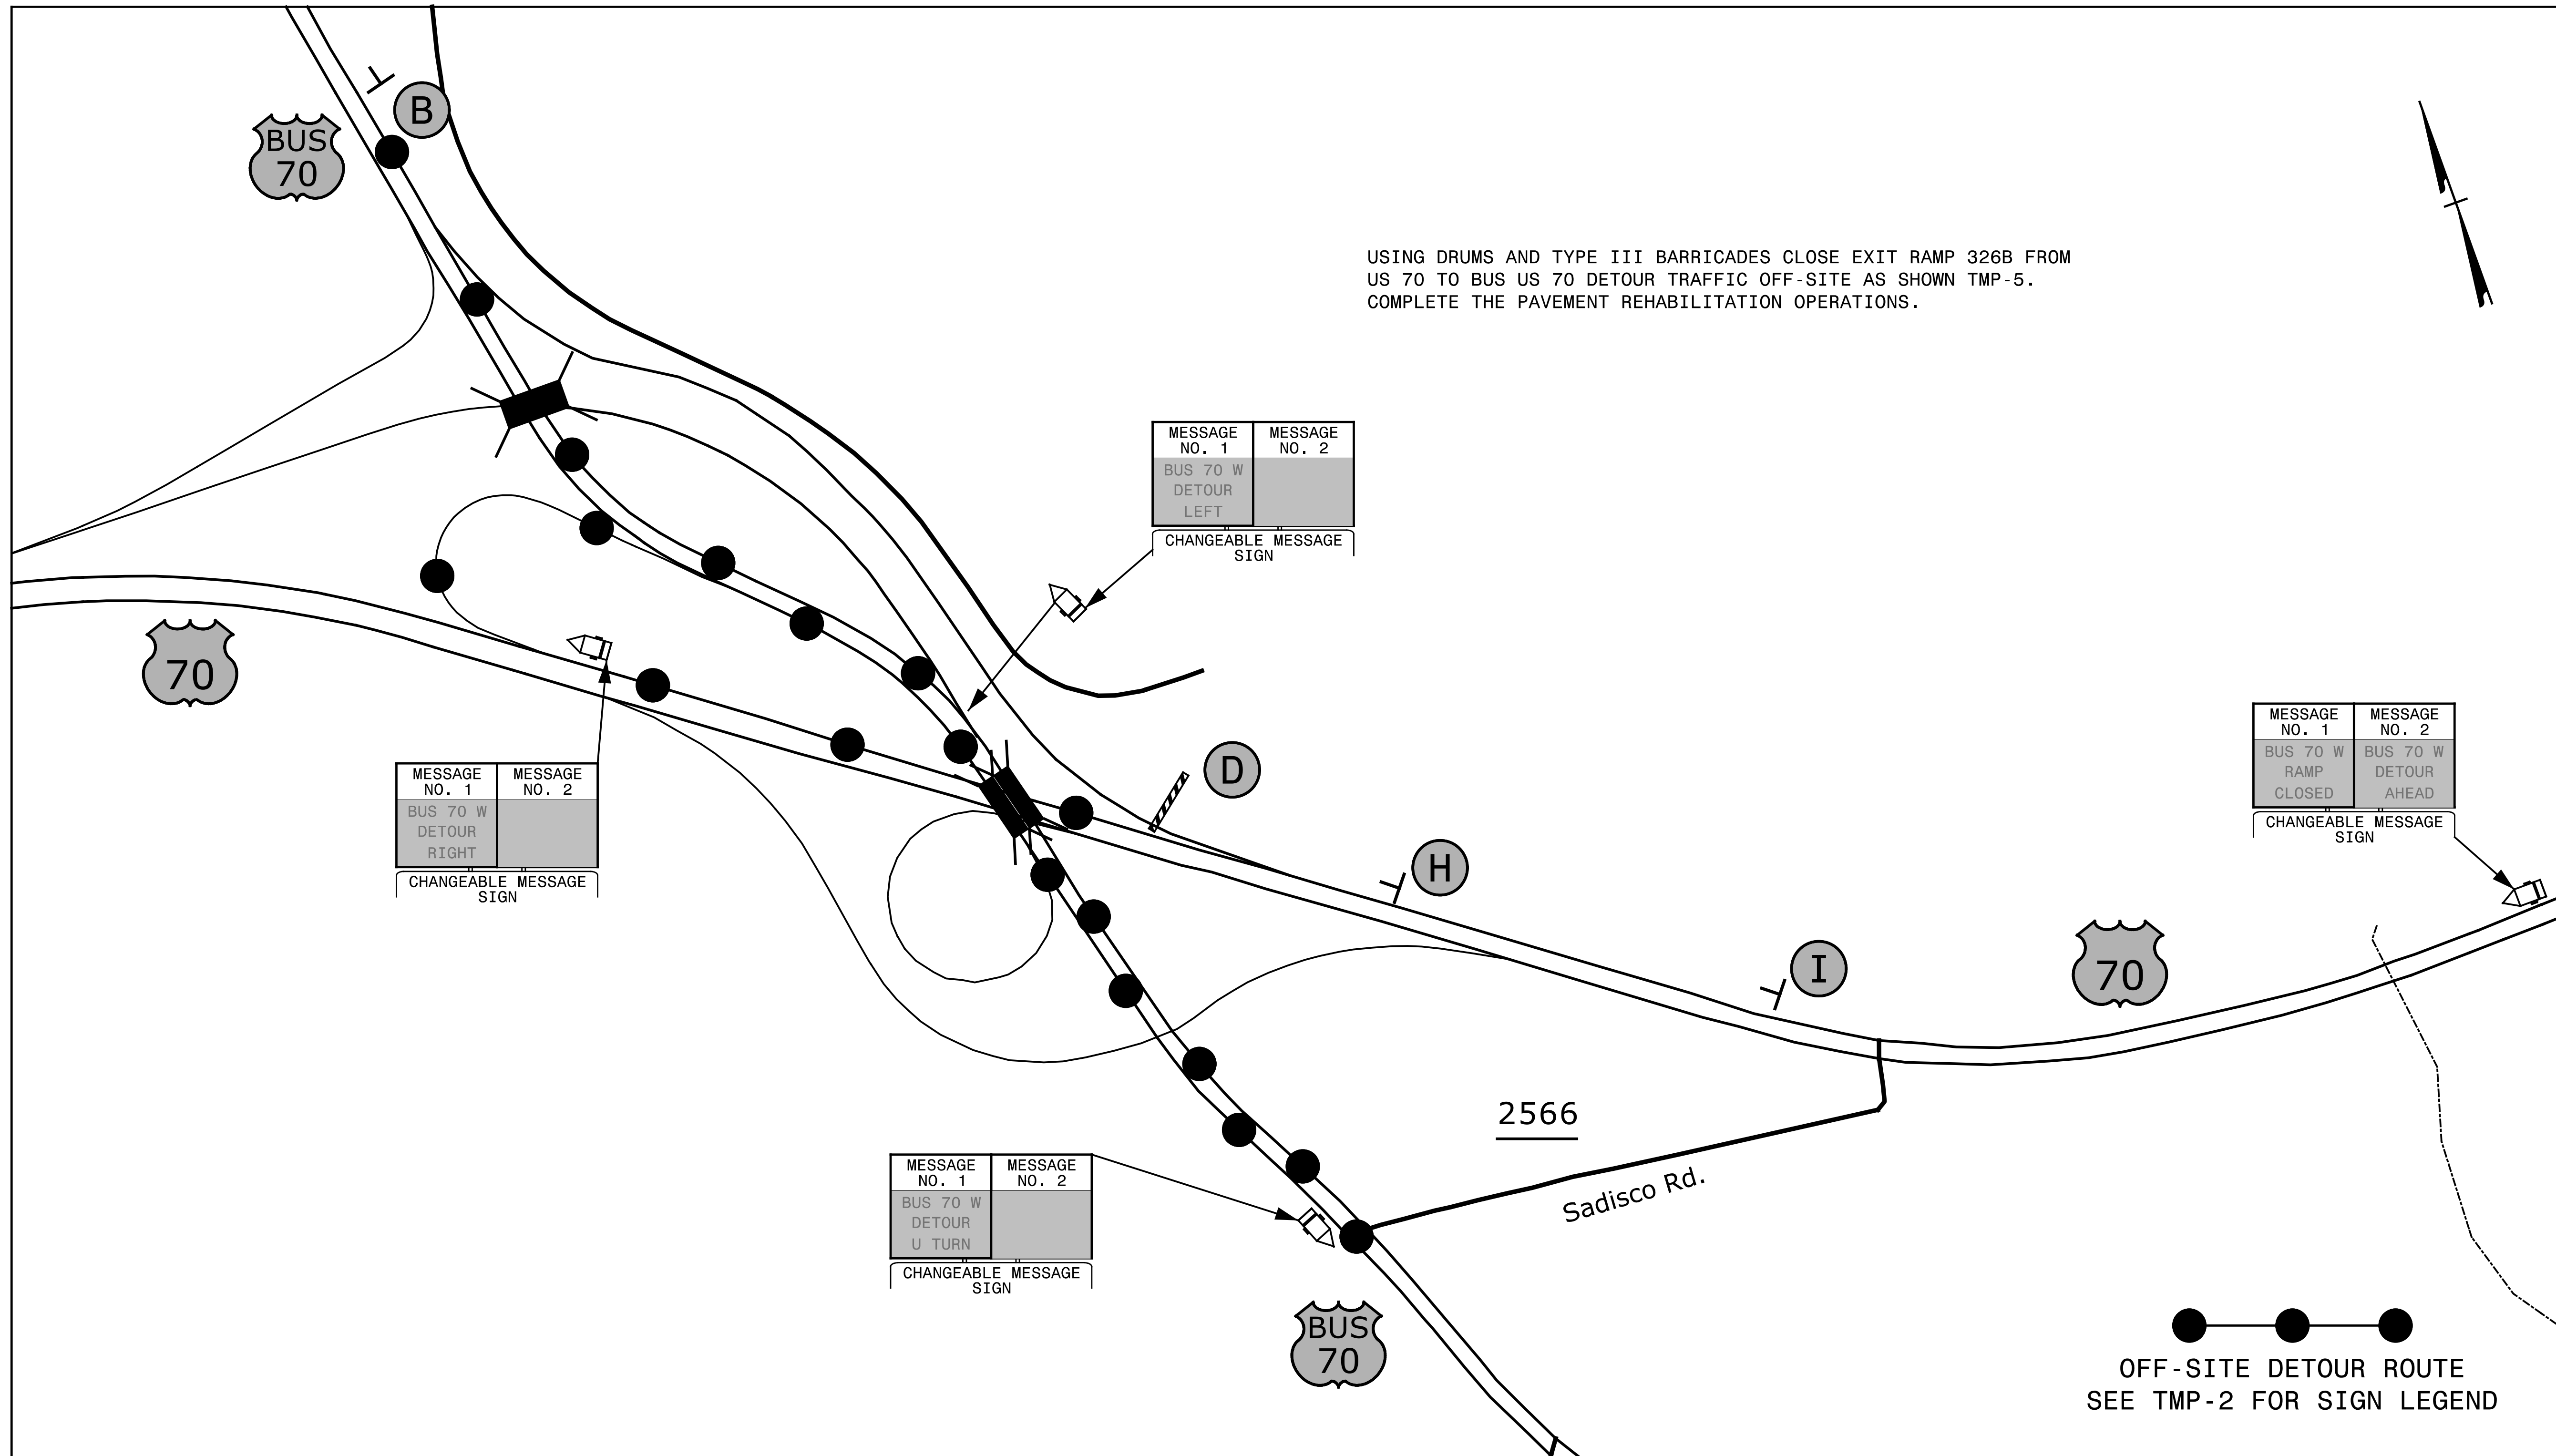 B
BUS
70
USING DRUMS AND TYPE III BARRICADES CLOSE EXIT RAMP 326B FROM
US 70 TO BUS US 70 DETOUR TRAFFIC OFF-SITE AS SHOWN TMP-5.
COMPLETE THE PAVEMENT REHABILITATION OPERATIONS.
MESSAGE
NO. 1
MESSAGE
NO. 2
BUS 70 W
DETOUR
LEFT
CHANGEABLE MESSAGE
SIGN
70
MESSAGE
NO. 1
MESSAGE
NO. 2
BUS 70 W
DETOUR
RIGHT
CHANGEABLE MESSAGE
SIGN
D
H
I
70
MESSAGE
NO. 1
MESSAGE
NO. 2
BUS 70 W
RAMP
CLOSED
BUS 70 W
DETOUR
AHEAD
CHANGEABLE MESSAGE
SIGN
2566
Sadisco Rd.
MESSAGE
NO. 1
MESSAGE
NO. 2
BUS 70 W
DETOUR
U TURN
CHANGEABLE MESSAGE
SIGN
BUS
70
OFF-SITE DETOUR ROUTE
SEE TMP-2 FOR SIGN LEGEND